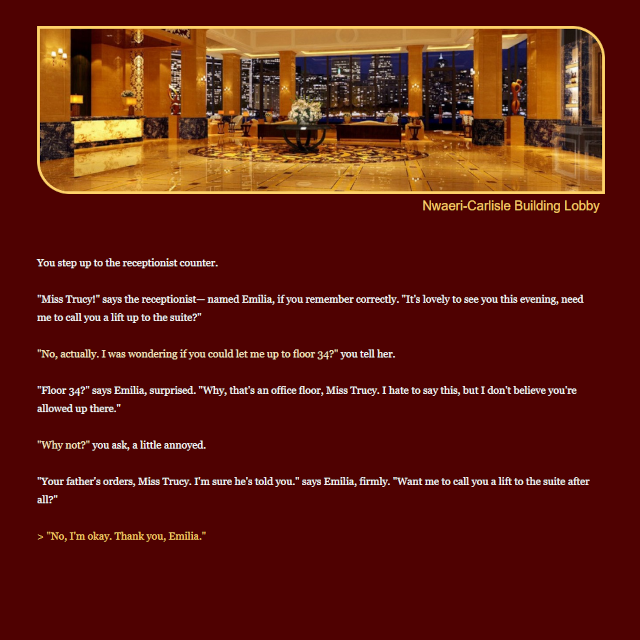 Nwaeri-Carlisle Building Lobby
You step up to the receptionist counter.
"Miss Trucy!" says the receptionist— named Emilia, if you remember correctly. "It's lovely to see you this evening, need
me to call you a lift up to the suite?"
"No, actually. I was wondering if you could let me up to floor 34?" you tell her.
"Floor 34?" says Emilia, surprised. "Why, that's an office floor, Miss Trucy. I hate to say this, but I don't believe you're
allowed up there."
"Why not?" you ask, a little annoyed.
"Your father's orders, Miss Trucy. I'm sure he's told you." says Emilia, firmly. "Want me to call you a lift to the suite after
all?"
> "No, I'm okay. Thank you, Emilia."